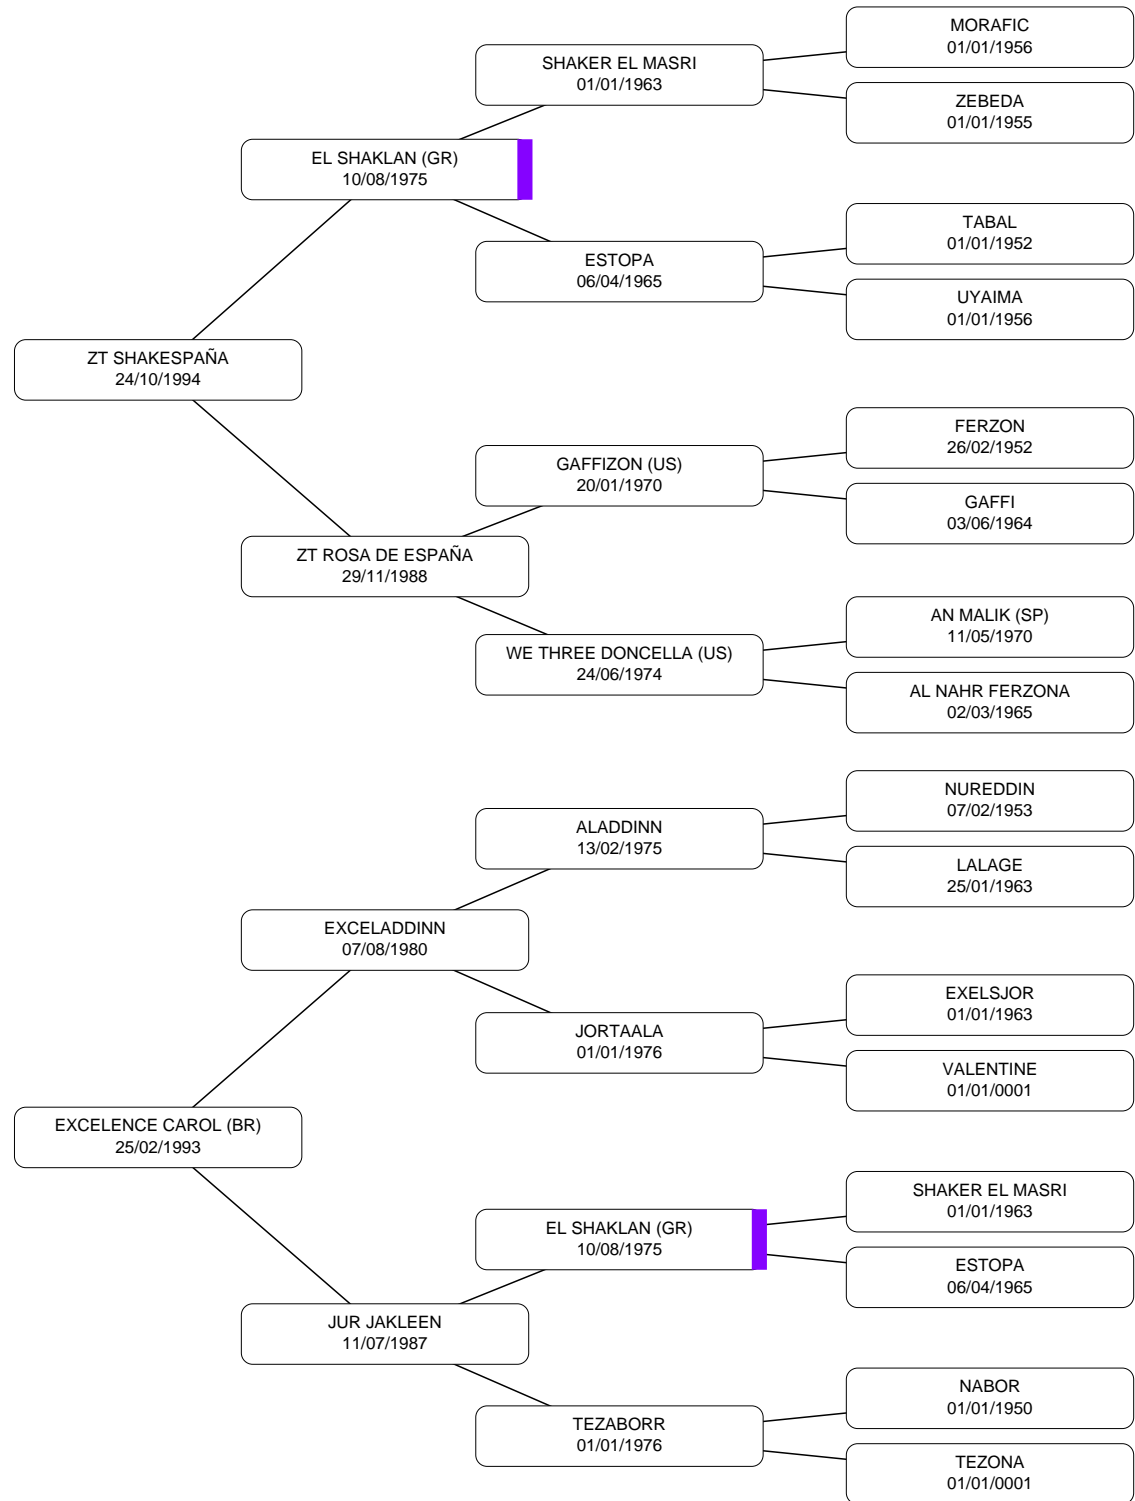 MORAFIC
01/01/1956
SHAKER EL MASRI
01/01/1963
ZEBEDA
01/01/1955
EL SHAKLAN (GR)
10/08/1975
TABAL
01/01/1952
ESTOPA
06/04/1965
UYAIMA
01/01/1956
ZT SHAKESPAÑA
24/10/1994
FERZON
26/02/1952
GAFFIZON (US)
20/01/1970
GAFFI
03/06/1964
ZT ROSA DE ESPAÑA
29/11/1988
AN MALIK (SP)
11/05/1970
WE THREE DONCELLA (US)
24/06/1974
AL NAHR FERZONA
02/03/1965
NUREDDIN
07/02/1953
ALADDINN
13/02/1975
LALAGE
25/01/1963
EXCELADDINN
07/08/1980
EXELSJOR
01/01/1963
JORTAALA
01/01/1976
VALENTINE
01/01/0001
EXCELENCE CAROL (BR)
25/02/1993
SHAKER EL MASRI
01/01/1963
EL SHAKLAN (GR)
10/08/1975
ESTOPA
06/04/1965
JUR JAKLEEN
11/07/1987
NABOR
01/01/1950
TEZABORR
01/01/1976
TEZONA
01/01/0001